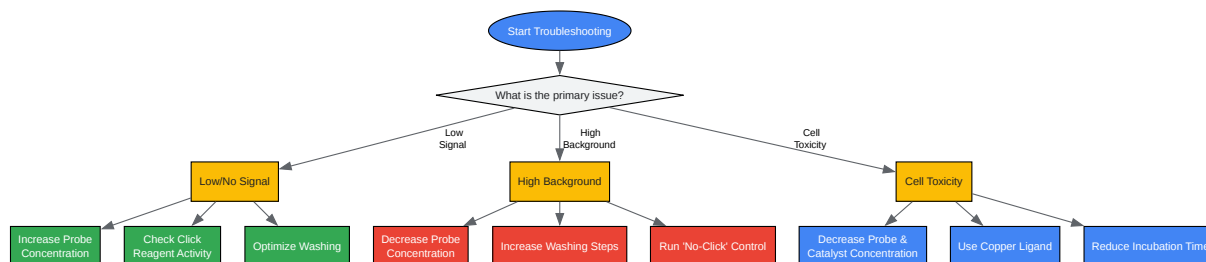 Start Troubleshooting
What is the primary issue?
Low
Signal
High
Background
Cell
Toxicity
Low/No Signal
High Background
Cell Toxicity
Increase Probe
Concentration
Check Click
Reagent Activity
Optimize Washing
Decrease Probe
Concentration
Increase Washing Steps
Run 'No-Click' Control
Decrease Probe &
Catalyst Concentration
Use Copper Ligand
Reduce Incubation Time